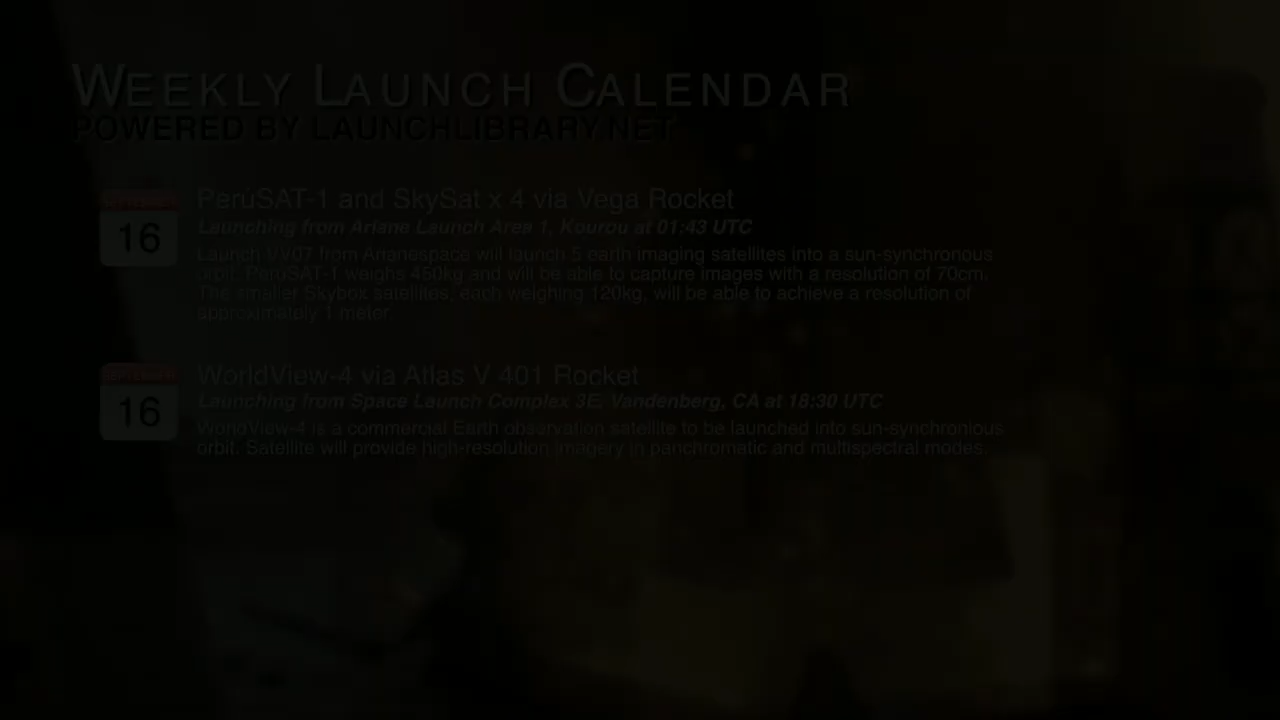 WEEKLY LAUNCH CALENDAR
POWERED BY LAUNCHLIBRARY.NET
SEPTEMBER
16
PerúSAT-1 and SkySat x 4 via Vega Rocket
Launching from Ariane Launch Area 1, Kourou at 01:43 UTC
Launch VV07 from Arianespace will launch 5 earth imaging satellites into a sun-synchronous
orbit. PeruSAT-1 weighs 450kg and will be able to capture images with a resolution of 70cm.
The smaller Skybox satellites, each weighing 120kg, will be able to achieve a resolution of
approximately 1 meter.
SEPTEMBER
16
WorldView-4 via Atlas V 401 Rocket
Launching from Space Launch Complex 3E, Vandenberg, CA at 18:30 UTC
WorldView-4 is a commercial Earth observation satellite to be launched into sun-synchronious
orbit. Satellite will provide high-resolution imagery in panchromatic and multispectral modes.